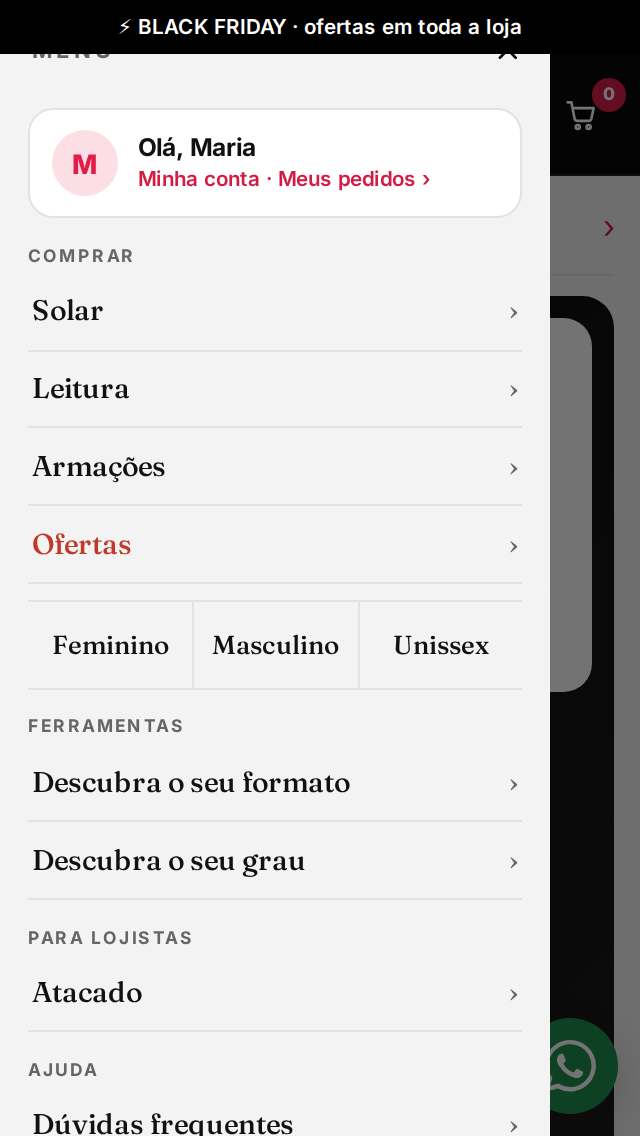 ⚡ BLACK FRIDAY · ofertas em toda a loja
MENU
0
M
Olá, Maria
Minha conta · Meus pedidos ›
COMPRAR
Solar ›
Leitura ›
Armações ›
Ofertas ›
Feminino Masculino Unissex
FERRAMENTAS
Descubra o seu formato ›
Descubra o seu grau ›
PARA LOJISTAS
Atacado ›
AJUDA
Dúvidas frequentes ›